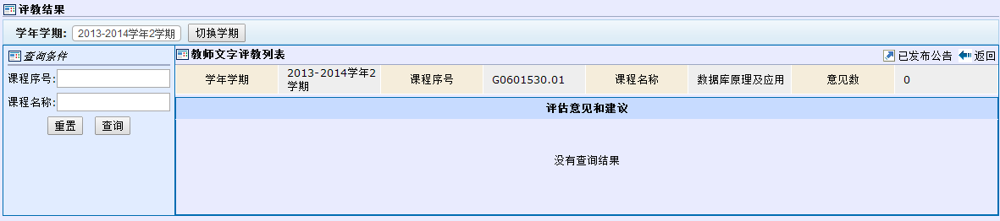 评教结果
学年学期: 2013-2014学年2学期 切换学期
查询条件
课程序号:
课程名称:
重置 查询
教师文字评教列表 已发布公告 返回
学年学期 2013-2014学年2学期 课程序号 G0601530.01 课程名称 数据库原理及应用 意见数 0
评估意见和建议
没有查询结果